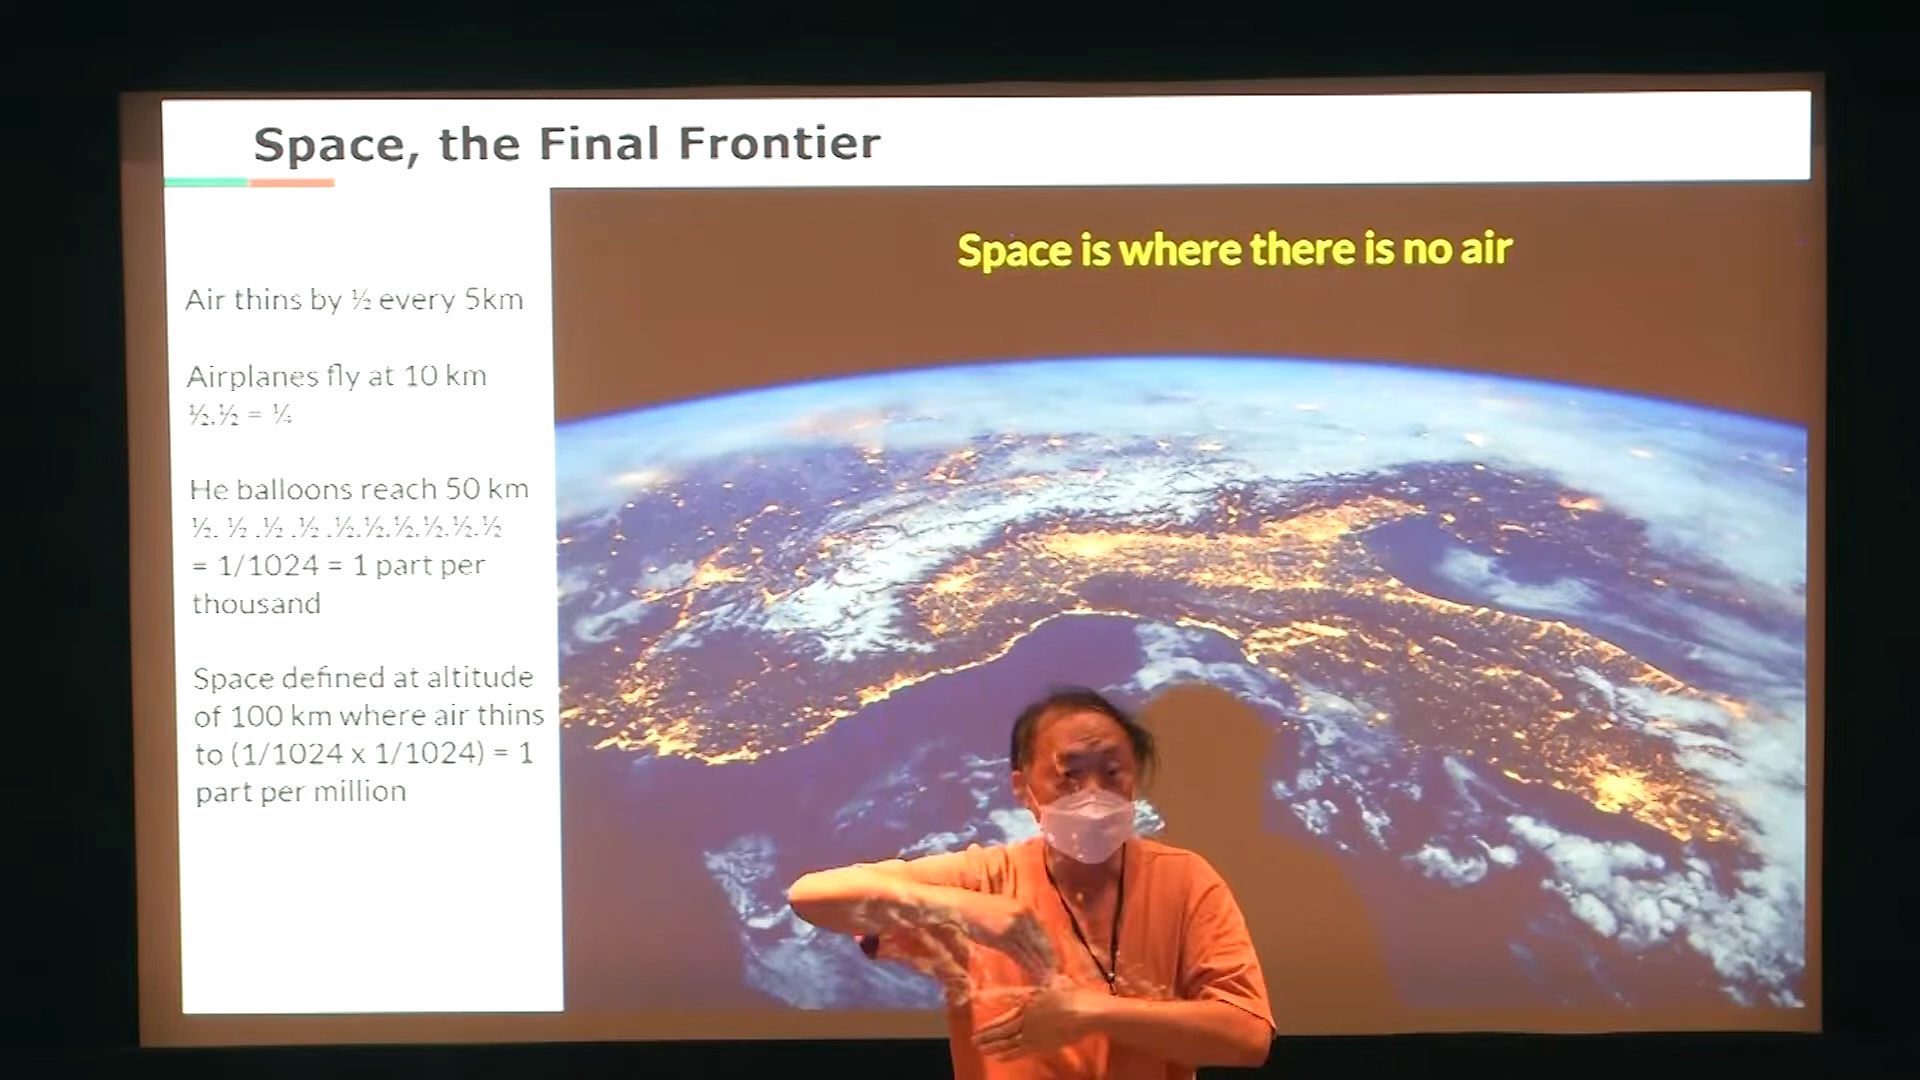 Space, the Final Frontier
Space is where there is no air
Air thins by ½ every 5km
Airplanes fly at 10 km
½.½ = ¼
He balloons reach 50 km
½. ½ .½ .½ .½.½.½.½.½.½
= 1/1024 = 1 part per
thousand
Space defined at altitude
of 100 km where air thins
to (1/1024 x 1/1024) = 1
part per million